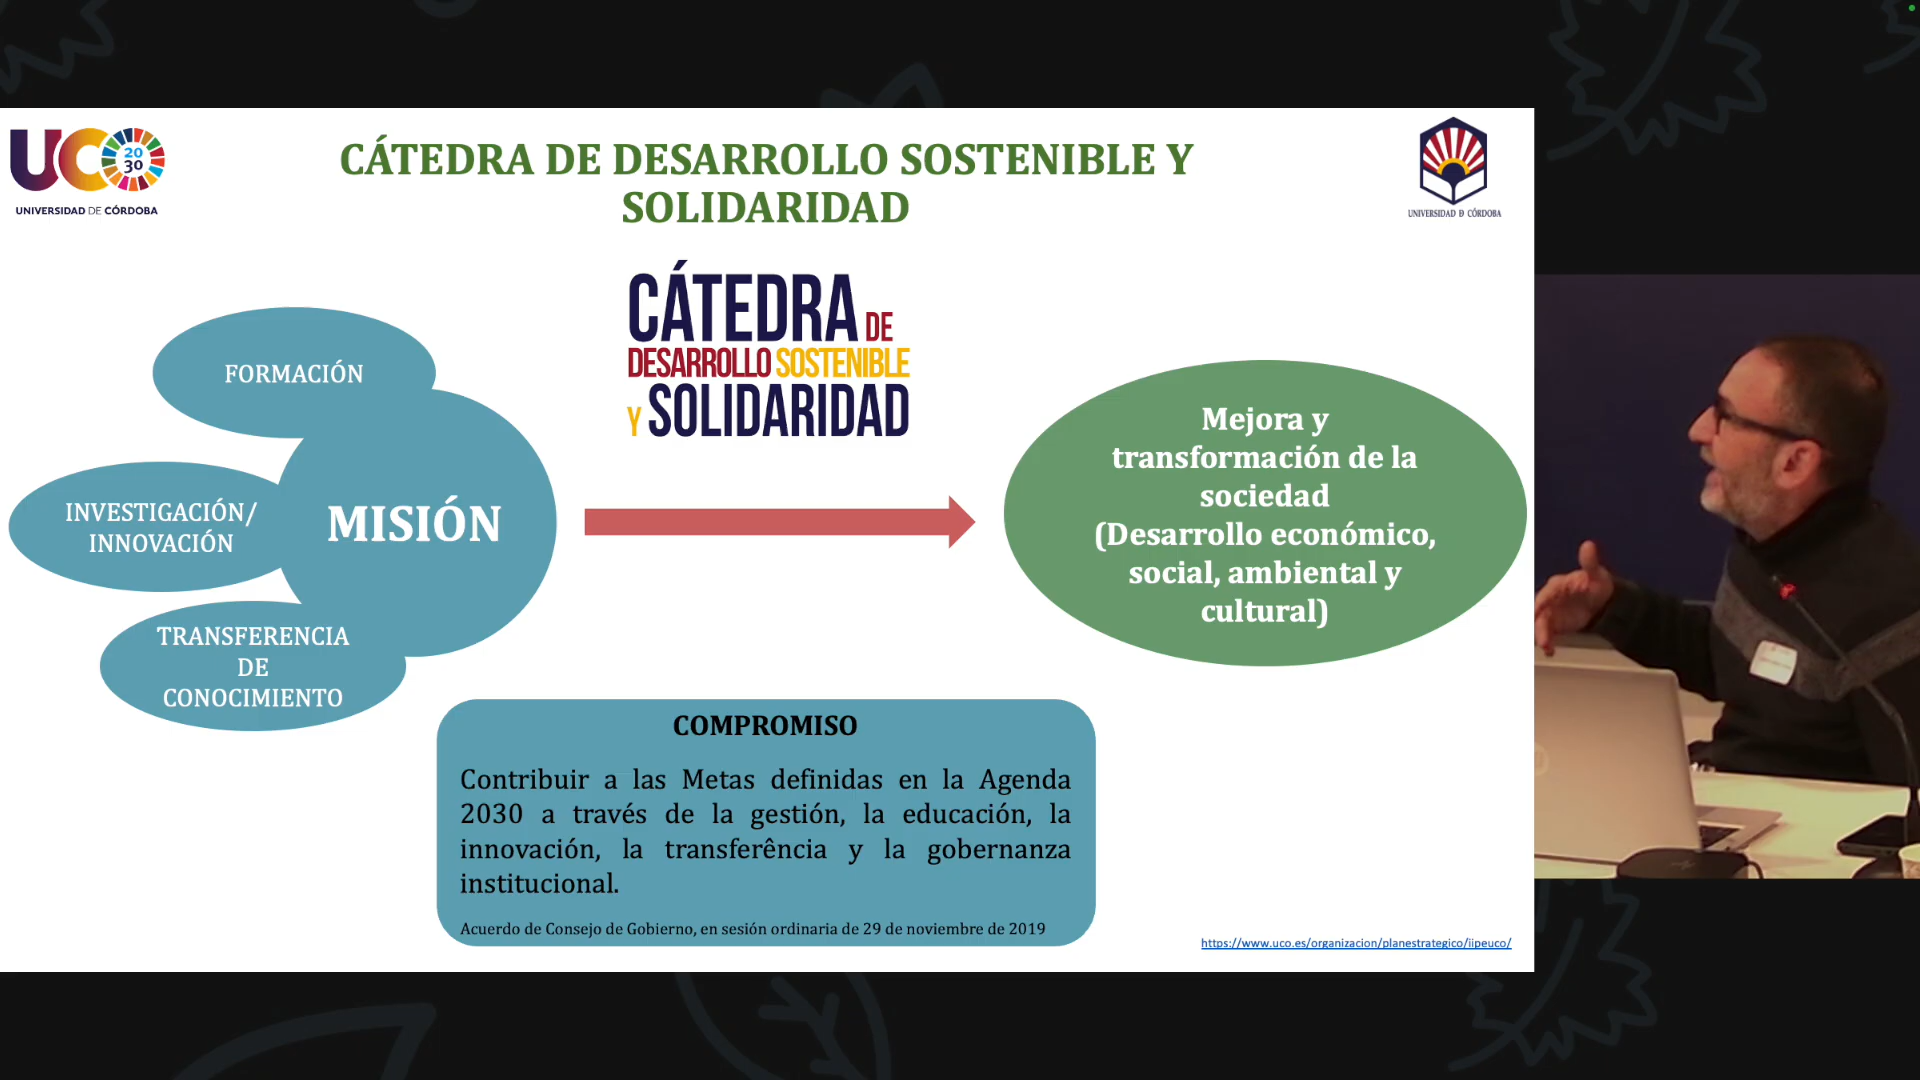 UCO
20
30
UNIVERSIDAD DE CÓRDOBA
CÁTEDRA DE DESARROLLO SOSTENIBLE Y
SOLIDARIDAD
UNIVERSIDAD Ð CÓRDOBA
CÁTEDRA DE
DESARROLLO SOSTENIBLE
Y SOLIDARIDAD
FORMACIÓN
INVESTIGACIÓN/
INNOVACIÓN
TRANSFERENCIA
DE
CONOCIMIENTO
MISIÓN
Mejora y
transformación de la
sociedad
(Desarrollo económico,
social, ambiental y
cultural)
COMPROMISO
Contribuir a las Metas definidas en la Agenda
2030 a través de la gestión, la educación, la
innovación, la transferência y la gobernanza
institucional.
Acuerdo de Consejo de Gobierno, en sesión ordinaria de 29 de noviembre de 2019
https://www.uco.es/organizacion/planestrategico/iipeuco/